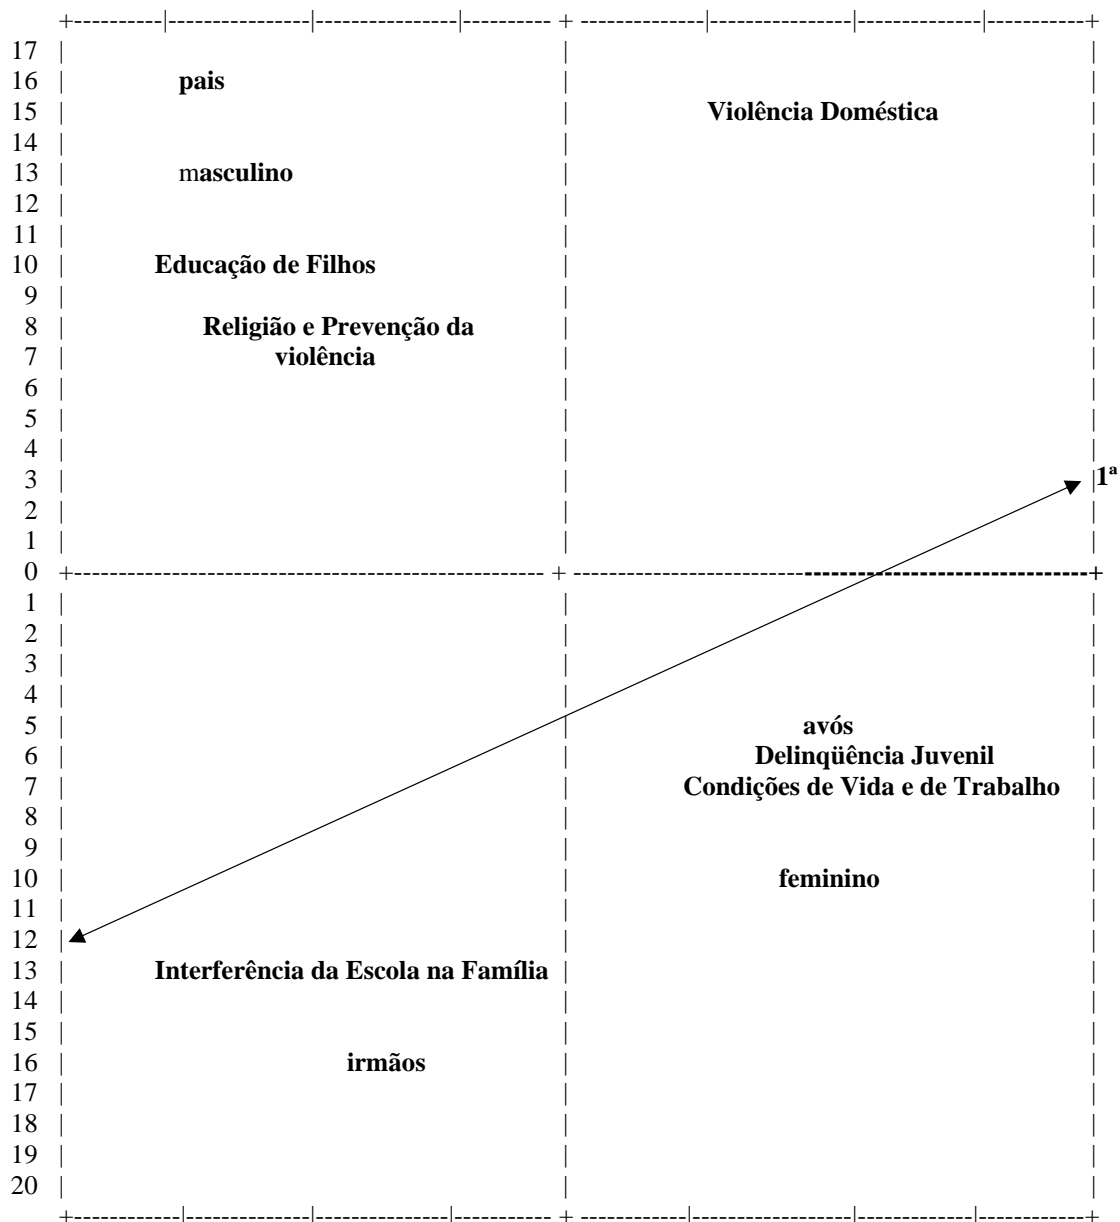 +-----------|-----------------|-----------------|----------- + ---------------|-----------------|---------------|-------------+
17 | | |
16 | pais | |
15 | | Violência Doméstica |
14 | | |
13 | masculino | |
12 | | |
11 | | |
10 | Educação de Filhos | |
9 | | |
8 | Religião e Prevenção da | |
7 | violência | |
6 | | |
5 | | |
4 | | |
3 | | |1ª
2 | | |
1 | | |
0 +------------------------------------------------------- + -------------------------------------------------------------+
1 | | |
2 | | |
3 | | |
4 | | |
5 | | avós |
6 | | Delinqüência Juvenil |
7 | | Condições de Vida e de Trabalho |
8 | | |
9 | | |
10 | | feminino |
11 | | |
12 | | |
13 | Interferência da Escola na Família | |
14 | | |
15 | | |
16 | irmãos | |
17 | | |
18 | | |
19 | | |
20 | | |
+-------------|---------------|----------------|-------------+---------------|-----------------|---------------|-------------+